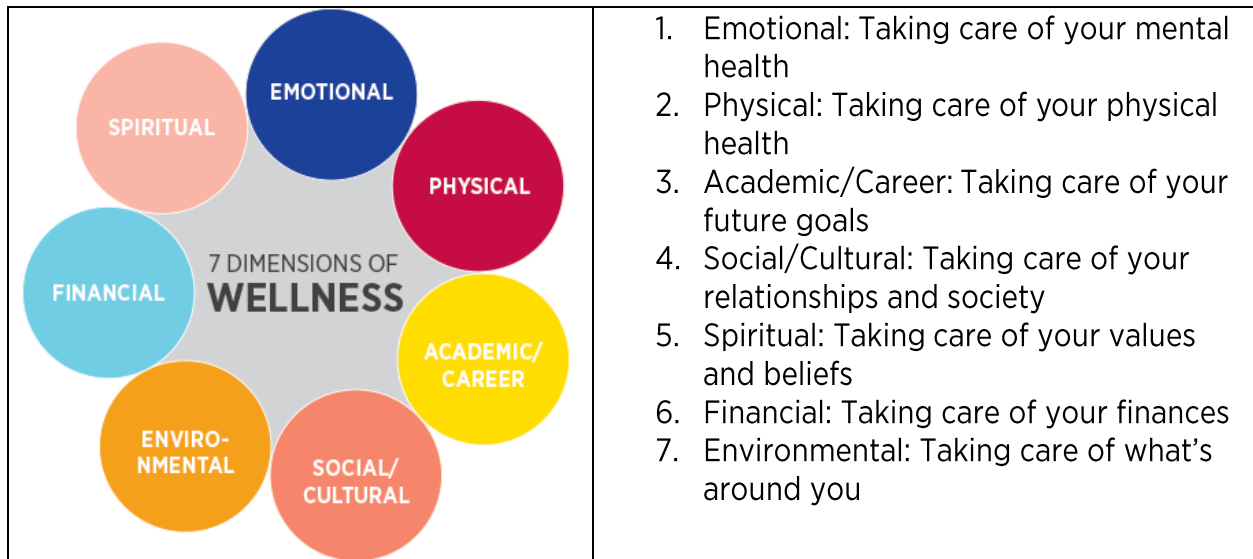 EMOTIONAL
SPIRITUAL
PHYSICAL
7 DIMENSIONS OF
WELLNESS
FINANCIAL
ACADEMIC/
CAREER
ENVIRO-
NMENTAL
SOCIAL/
CULTURAL
1. Emotional: Taking care of your mental
health
2. Physical: Taking care of your physical
health
3. Academic/Career: Taking care of your
future goals
4. Social/Cultural: Taking care of your
relationships and society
5. Spiritual: Taking care of your values
and beliefs
6. Financial: Taking care of your finances
7. Environmental: Taking care of what's
around you